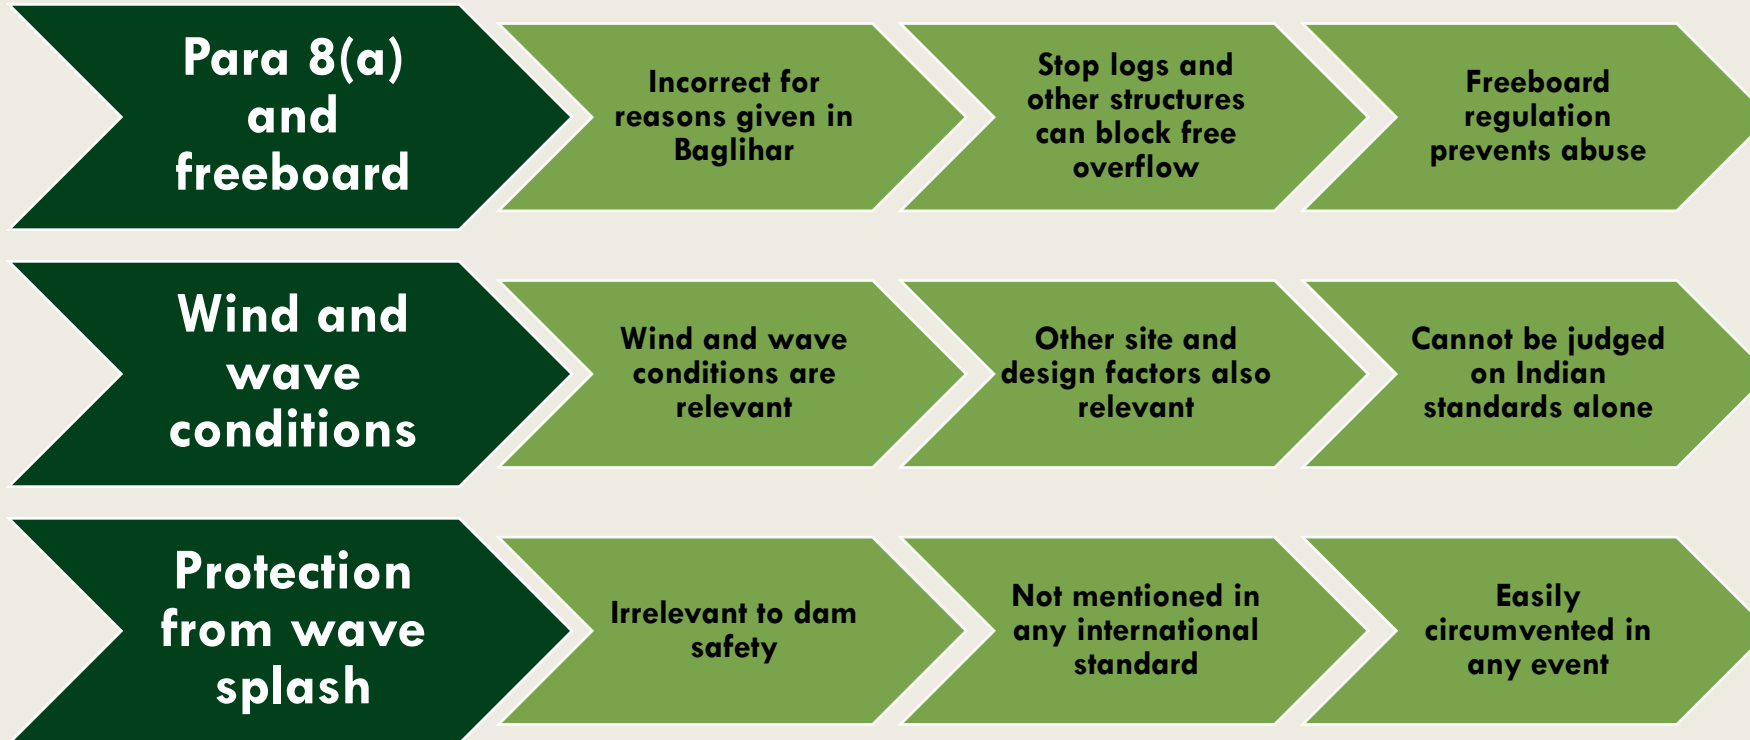 Para 8(a)
and
freeboard
Incorrect for
reasons given in
Baglihar
Stop logs and
other structures
can block free
overflow
Freeboard
regulation
prevents abuse
Wind and
wave
conditions
Wind and wave
conditions are
relevant
Other site and
design factors also
relevant
Cannot be judged
on Indian
standards alone
Protection
from wave
splash
Irrelevant to dam
safety
Not mentioned in
any international
standard
Easily
circumvented in
any event